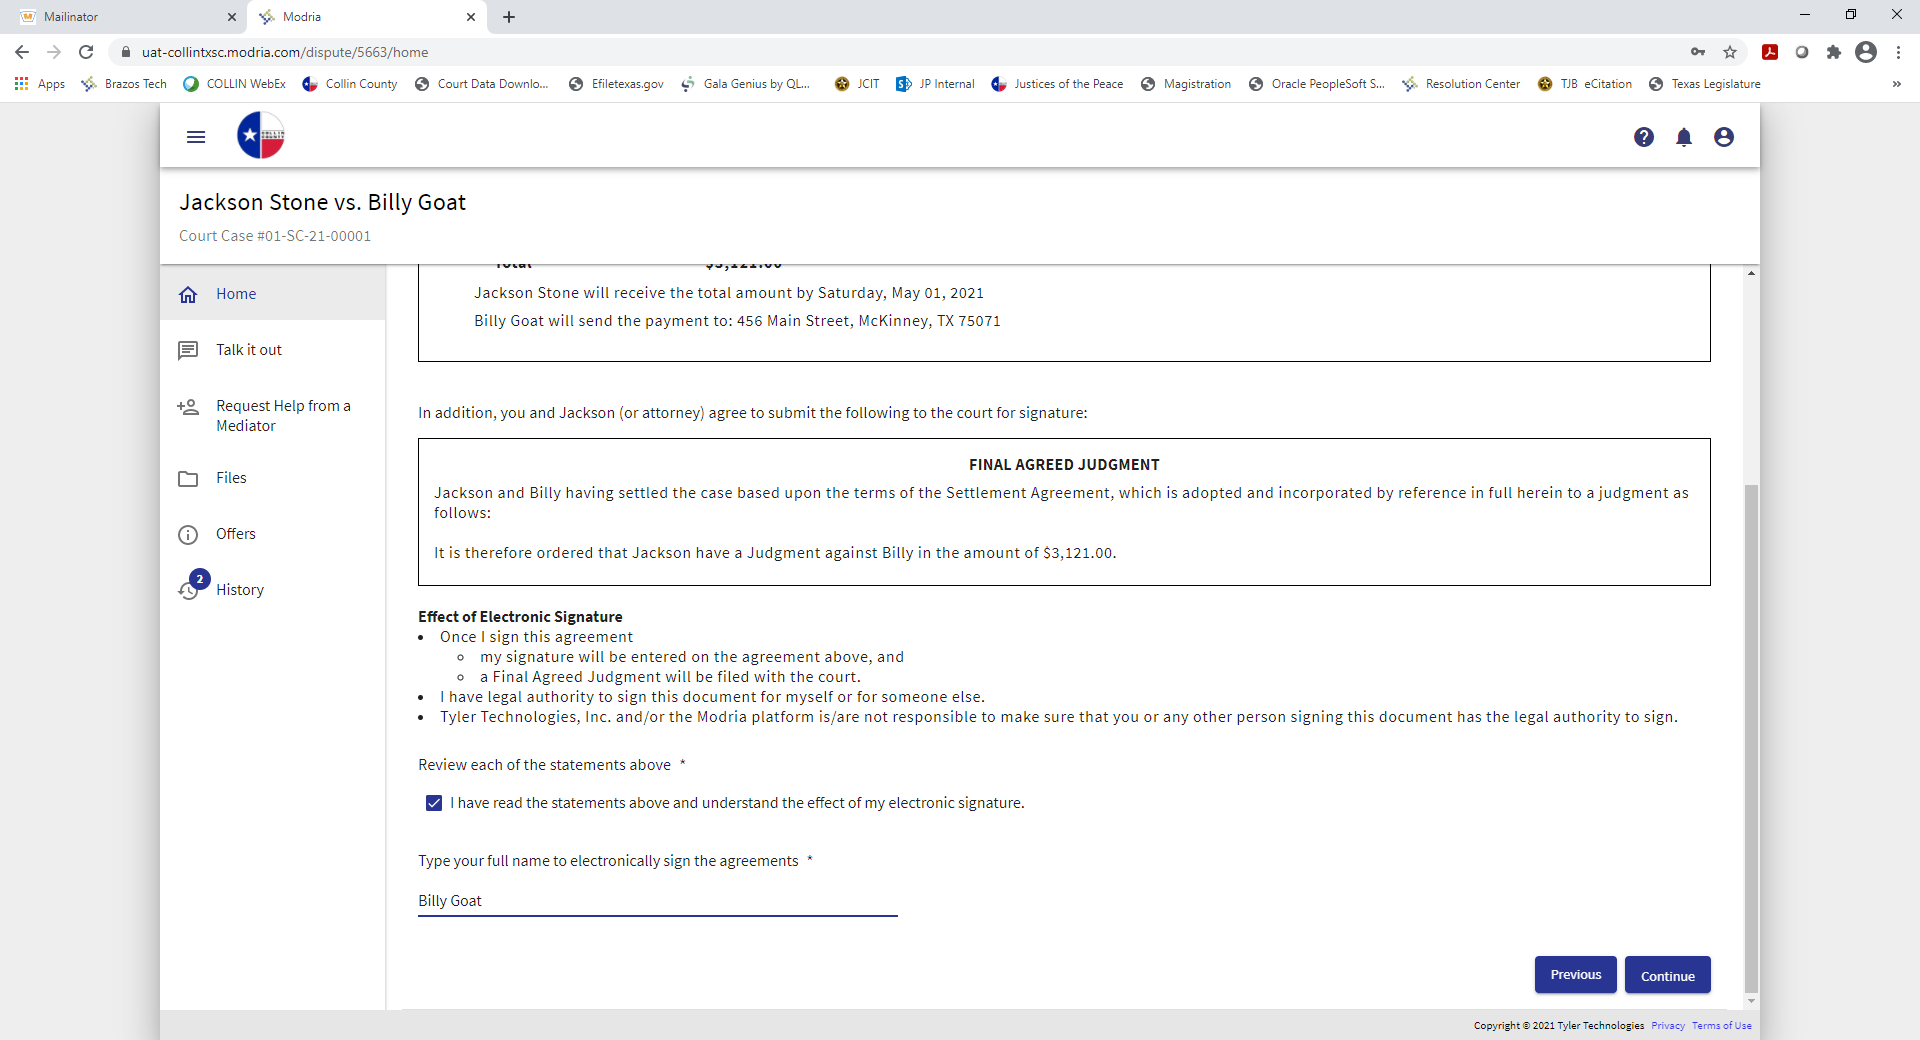 Mailinator
Modria
uat-collintxsc.modria.com/dispute/5663/home
Apps
Brazos Tech
COLLIN WebEx
Collin County
Court Data Downlo...
Efiletexas.gov
Gala Genius by QL...
JCIT
JP Internal
Justices of the Peace
Magistration
Oracle PeopleSoft S...
Resolution Center
TJB eCitation
Texas Legislature
Jackson Stone vs. Billy Goat
Court Case #01-SC-21-00001
Home
Talk it out
Request Help from a
Mediator
Files
Offers
2
History
Total $3,121.00
Jackson Stone will receive the total amount by Saturday, May 01, 2021
Billy Goat will send the payment to: 456 Main Street, McKinney, TX 75071
In addition, you and Jackson (or attorney) agree to submit the following to the court for signature:
FINAL AGREED JUDGMENT
Jackson and Billy having settled the case based upon the terms of the Settlement Agreement, which is adopted and incorporated by reference in full herein to a judgment as
follows:
It is therefore ordered that Jackson have a Judgment against Billy in the amount of $3,121.00.
Effect of Electronic Signature
• Once I sign this agreement
◦ my signature will be entered on the agreement above, and
◦ a Final Agreed Judgment will be filed with the court.
• I have legal authority to sign this document for myself or for someone else.
• Tyler Technologies, Inc. and/or the Modria platform is/are not responsible to make sure that you or any other person signing this document has the legal authority to sign.
Review each of the statements above *
I have read the statements above and understand the effect of my electronic signature.
Type your full name to electronically sign the agreements *
Billy Goat
Previous
Continue
Copyright © 2021 Tyler Technologies Privacy Terms of Use